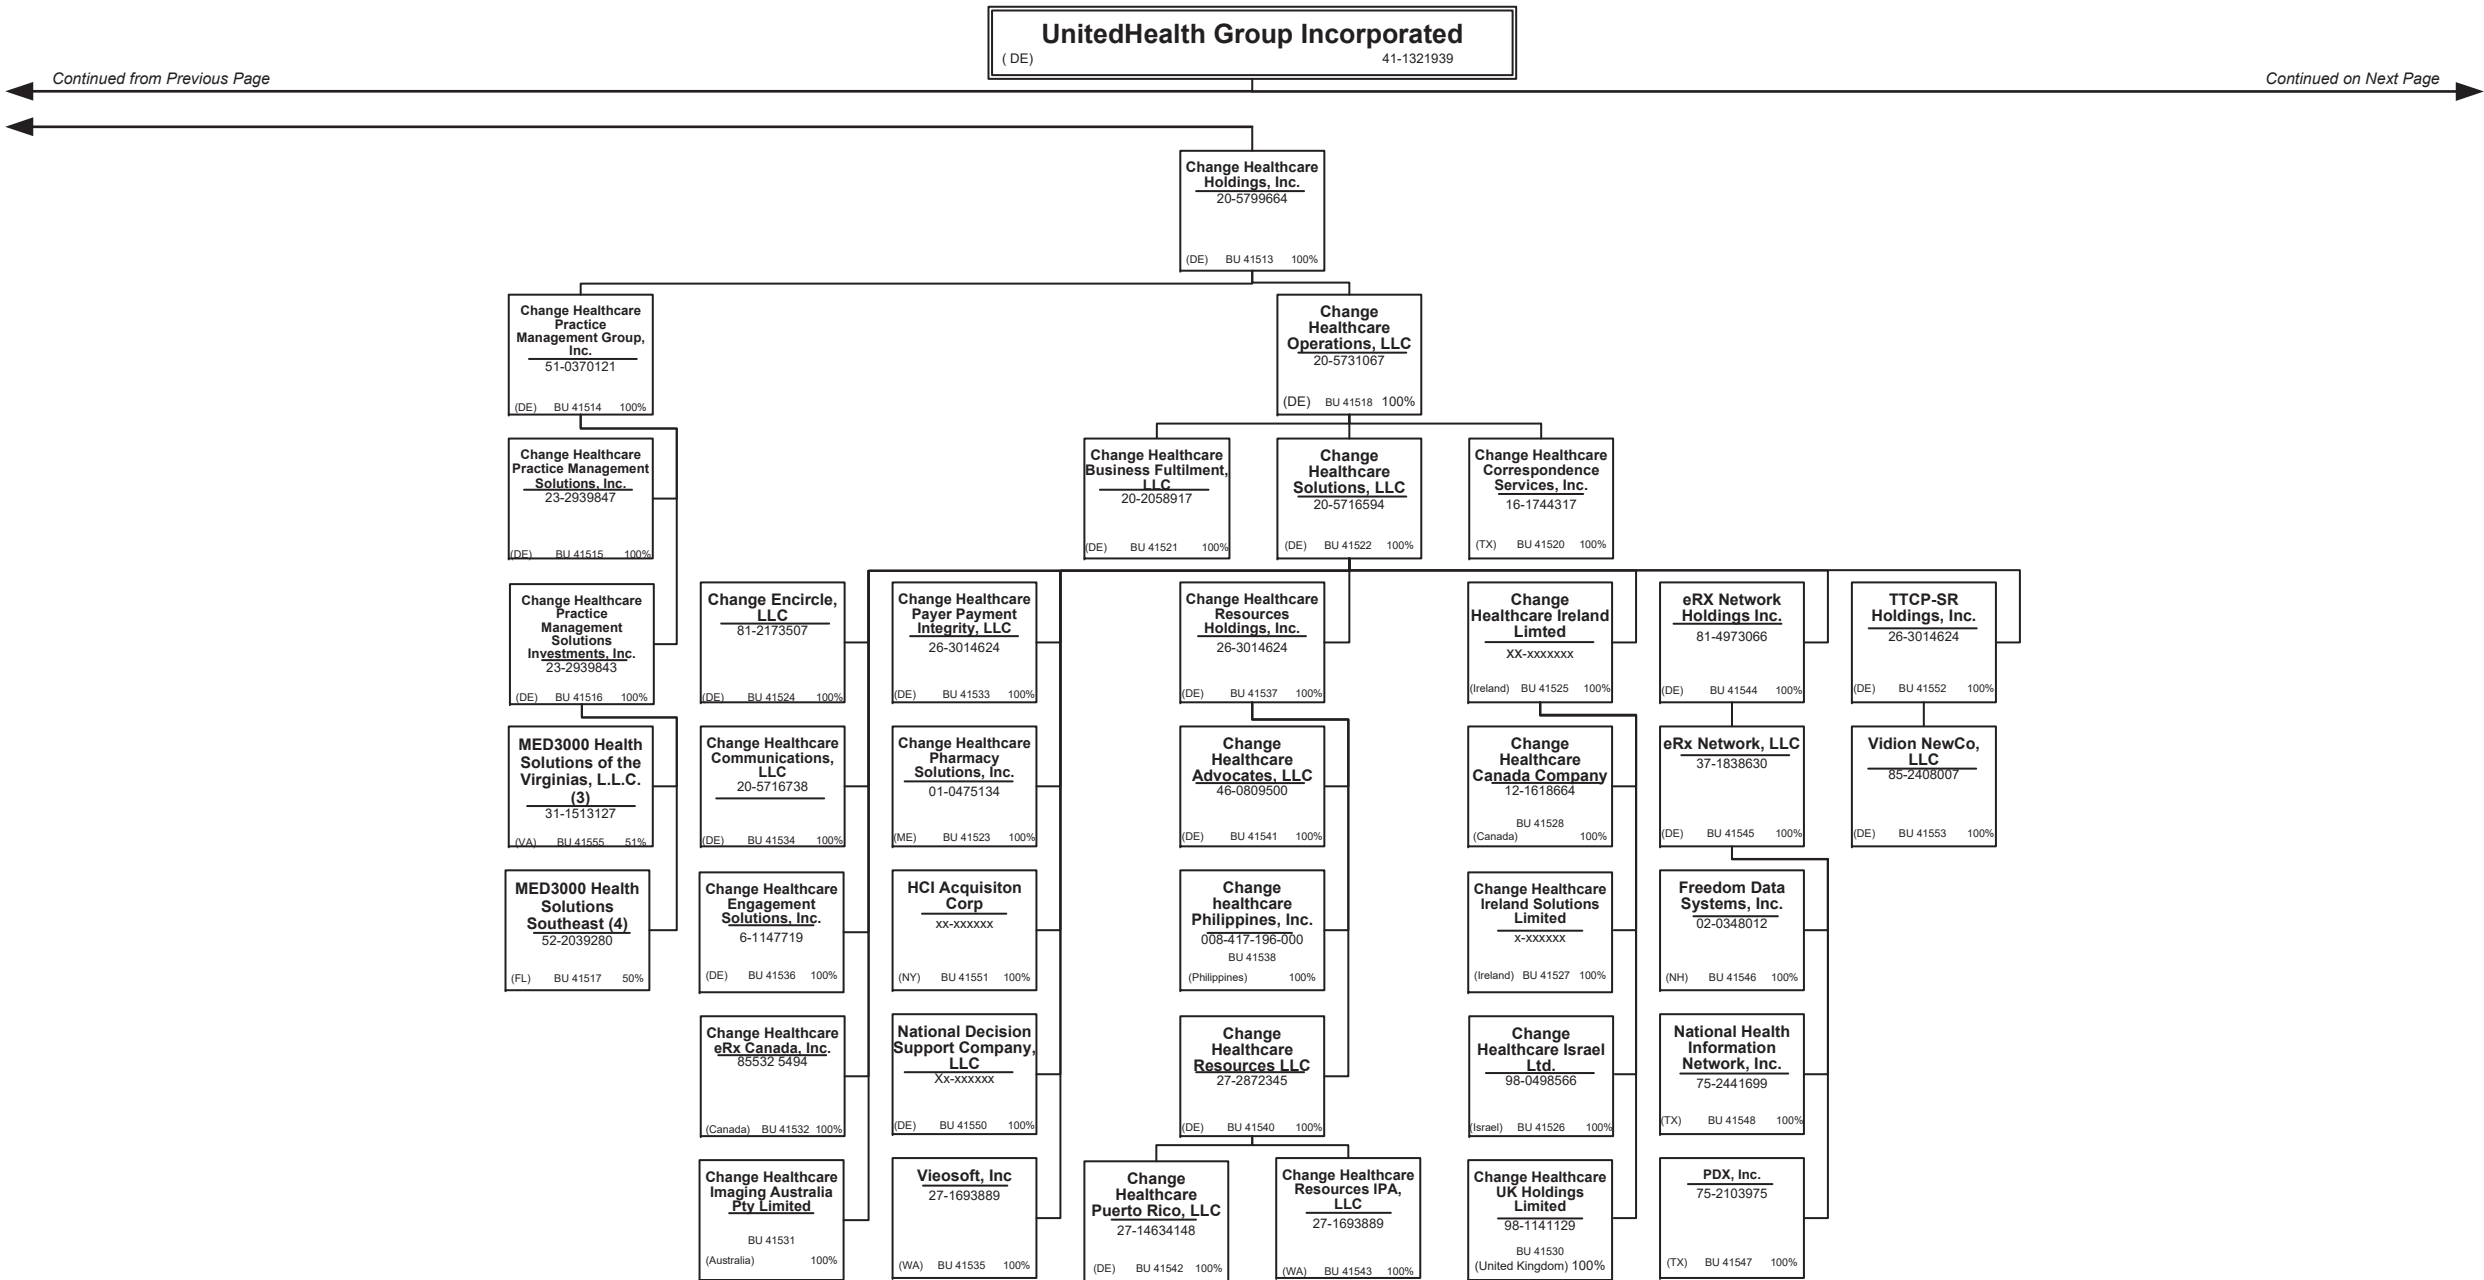 UnitedHealth Group Incorporated
( DE) 41-1321939
Continued from Previous Page
Continued on Next Page
Change Healthcare
Holdings, Inc.
20-5799664
(DE) BU 41513 100%
Change Healthcare
Practice
Management Group,
Inc.
51-0370121
(DE) BU 41514 100%
Change
Healthcare
Operations, LLC
20-5731067
(DE) BU 41518 100%
Change Healthcare
Practice Management
Solutions, Inc.
23-2939847
(DE) BU 41515 100%
Change Healthcare
Business Fultilment,
LLC
20-2058917
(DE) BU 41521 100%
Change
Healthcare
Solutions, LLC
20-5716594
(DE) BU 41522 100%
Change Healthcare
Correspondence
Services, Inc.
16-1744317
(TX) BU 41520 100%
Change Healthcare
Practice
Management
Solutions
Investments, Inc.
23-2939843
(DE) BU 41516 100%
Change Encircle,
LLC
81-2173507
(DE) BU 41524 100%
Change Healthcare
Payer Payment
Integrity, LLC
26-3014624
(DE) BU 41533 100%
Change Healthcare
Resources
Holdings, Inc.
26-3014624
(DE) BU 41537 100%
Change
Healthcare Ireland
Limted
XX-xxxxxxx
(Ireland) BU 41525 100%
eRX Network
Holdings Inc.
81-4973066
(DE) BU 41544 100%
TTCP-SR
Holdings, Inc.
26-3014624
(DE) BU 41552 100%
MED3000 Health
Solutions of the
Virginias, L.L.C.
(3)
31-1513127
(VA) BU 41555 51%
Change Healthcare
Communications,
LLC
20-5716738
(DE) BU 41534 100%
Change Healthcare
Pharmacy
Solutions, Inc.
01-0475134
(ME) BU 41523 100%
Change
Healthcare
Advocates, LLC
46-0809500
(DE) BU 41541 100%
Change
Healthcare
Canada Company
12-1618664
BU 41528
(Canada) 100%
eRx Network, LLC
37-1838630
(DE) BU 41545 100%
Vidion NewCo,
LLC
85-2408007
(DE) BU 41553 100%
MED3000 Health
Solutions
Southeast (4)
52-2039280
(FL) BU 41517 50%
Change Healthcare
Engagement
Solutions, Inc.
6-1147719
(DE) BU 41536 100%
HCI Acquisiton
Corp
xx-xxxxxx
(NY) BU 41551 100%
Change
healthcare
Philippines, Inc.
008-417-196-000
BU 41538
(Philippines) 100%
Change Healthcare
Ireland Solutions
Limited
x-xxxxxx
(Ireland) BU 41527 100%
Freedom Data
Systems, Inc.
02-0348012
(NH) BU 41546 100%
Change Healthcare
eRx Canada, Inc.
85532 5494
(Canada) BU 41532 100%
National Decision
Support Company,
LLC
Xx-xxxxxx
(DE) BU 41550 100%
Change
Healthcare
Resources LLC
27-2872345
(DE) BU 41540 100%
Change
Healthcare Israel
Ltd.
98-0498566
(Israel) BU 41526 100%
National Health
Information
Network, Inc.
75-2441699
(TX) BU 41548 100%
Change Healthcare
Imaging Australia
Pty Limited
BU 41531
(Australia) 100%
Vieosoft, Inc
27-1693889
(WA) BU 41535 100%
Change
Healthcare
Puerto Rico, LLC
27-14634148
(DE) BU 41542 100%
Change Healthcare
Resources IPA,
LLC
27-1693889
(WA) BU 41543 100%
Change Healthcare
UK Holdings
Limited
98-1141129
BU 41530
(United Kingdom) 100%
PDX, Inc.
75-2103975
(TX) BU 41547 100%